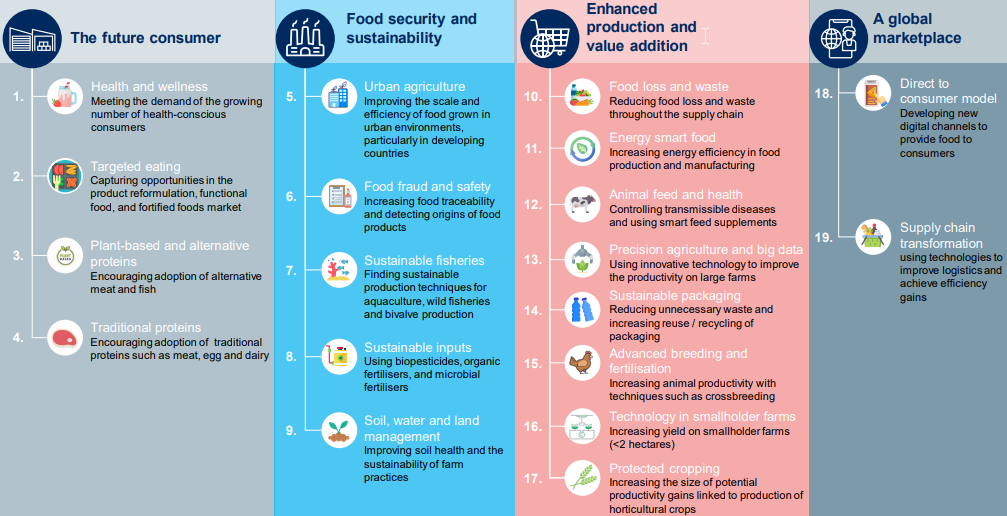 The future consumer
1.
Health and wellness
Meeting the demand of the growing
number of health-conscious
consumers
2.
Targeted eating
Capturing opportunities in the
product reformulation, functional
food, and fortified foods market
3.
PLANT
BASED
Plant-based and alternative
proteins
Encouraging adoption of alternative
meat and fish
4.
Traditional proteins
Encouraging adoption of traditional
proteins such as meat, egg and dairy
Food security and
sustainability
5.
Urban agriculture
Improving the scale and
efficiency of food grown in
urban environments,
particularly in developing
countries
6.
Food fraud and safety
Increasing food traceability
and detecting origins of food
products
7.
Sustainable fisheries
Finding sustainable
production techniques for
aquaculture, wild fisheries
and bivalve production
8.
Sustainable inputs
Using biopesticides, organic
fertilisers, and microbial
fertilisers
9.
Soil, water and land
management
Improving soil health and the
sustainability of farm
practices
Enhanced
production and
value addition
10.
Food loss and waste
Reducing food loss and waste
throughout the supply chain
11.
Energy smart food
Increasing energy efficiency in food
production and manufacturing
12.
Animal feed and health
Controlling transmissible diseases
and using smart feed supplements
13.
Precision agriculture and big data
Using innovative technology to improve
the productivity on large farms
14.
Sustainable packaging
Reducing unnecessary waste and
increasing reuse / recycling of
packaging
15.
Advanced breeding and
fertilisation
Increasing animal productivity with
techniques such as crossbreeding
16.
Technology in smallholder farms
Increasing yield on smallholder farms
(<2 hectares)
17.
Protected cropping
Increasing the size of potential
productivity gains linked to production of
horticultural crops
A global
marketplace
18.
Direct to
consumer model
Developing new
digital channels to
provide food to
consumers
19.
Supply chain
transformation
using technologies to
improve logistics and
achieve efficiency
gains